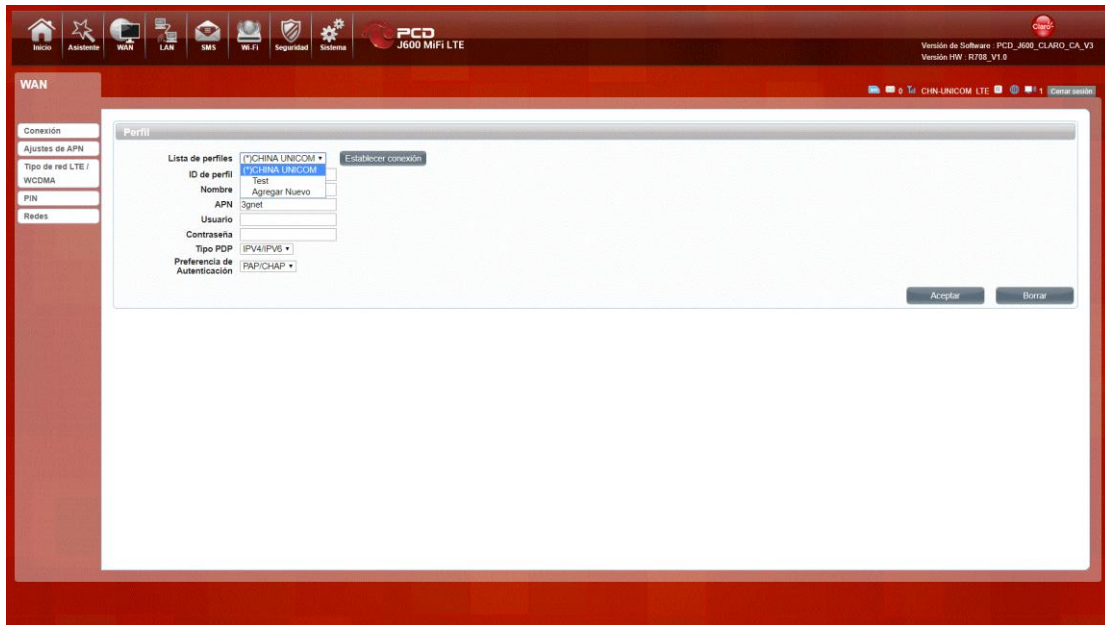 Inicio Asistente WAN LAN SMS Wi-Fi Seguridad Sistema
PCD
J600 MiFi LTE
Claro
Versión de Software : PCD_J600_CLARO_CA_V3
Versión HW : R708_V1.0
WAN
0 CHN-UNICOM LTE 1 Cerrar sesión
Conexión
Ajustes de APN
Tipo de red LTE /
WCDMA
PIN
Redes
Perfil
Lista de perfiles (*)CHINA UNICOM Establecer conexión
(*)CHINA UNICOM
Test
Agregar Nuevo
ID de perfil
Nombre
APN 3gnet
Usuario
Contraseña
Tipo PDP IPV4/IPV6
Preferencia de
Autenticación PAP/CHAP
Aceptar Borrar